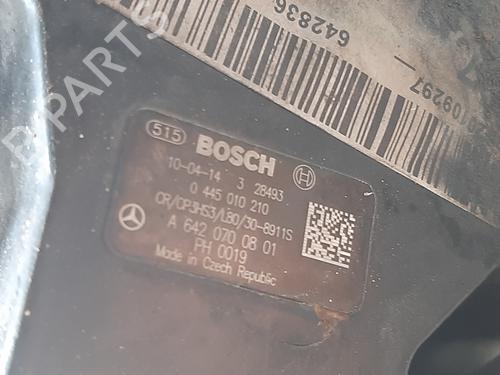 642836
09297
515
BOSCH
10-04-14 3 28493
0 445 010 210
CR/CP3HS3/L80/30-8911S
A 642 070 08 01
PH 0019
Made in Czech Republic
B-PARTS